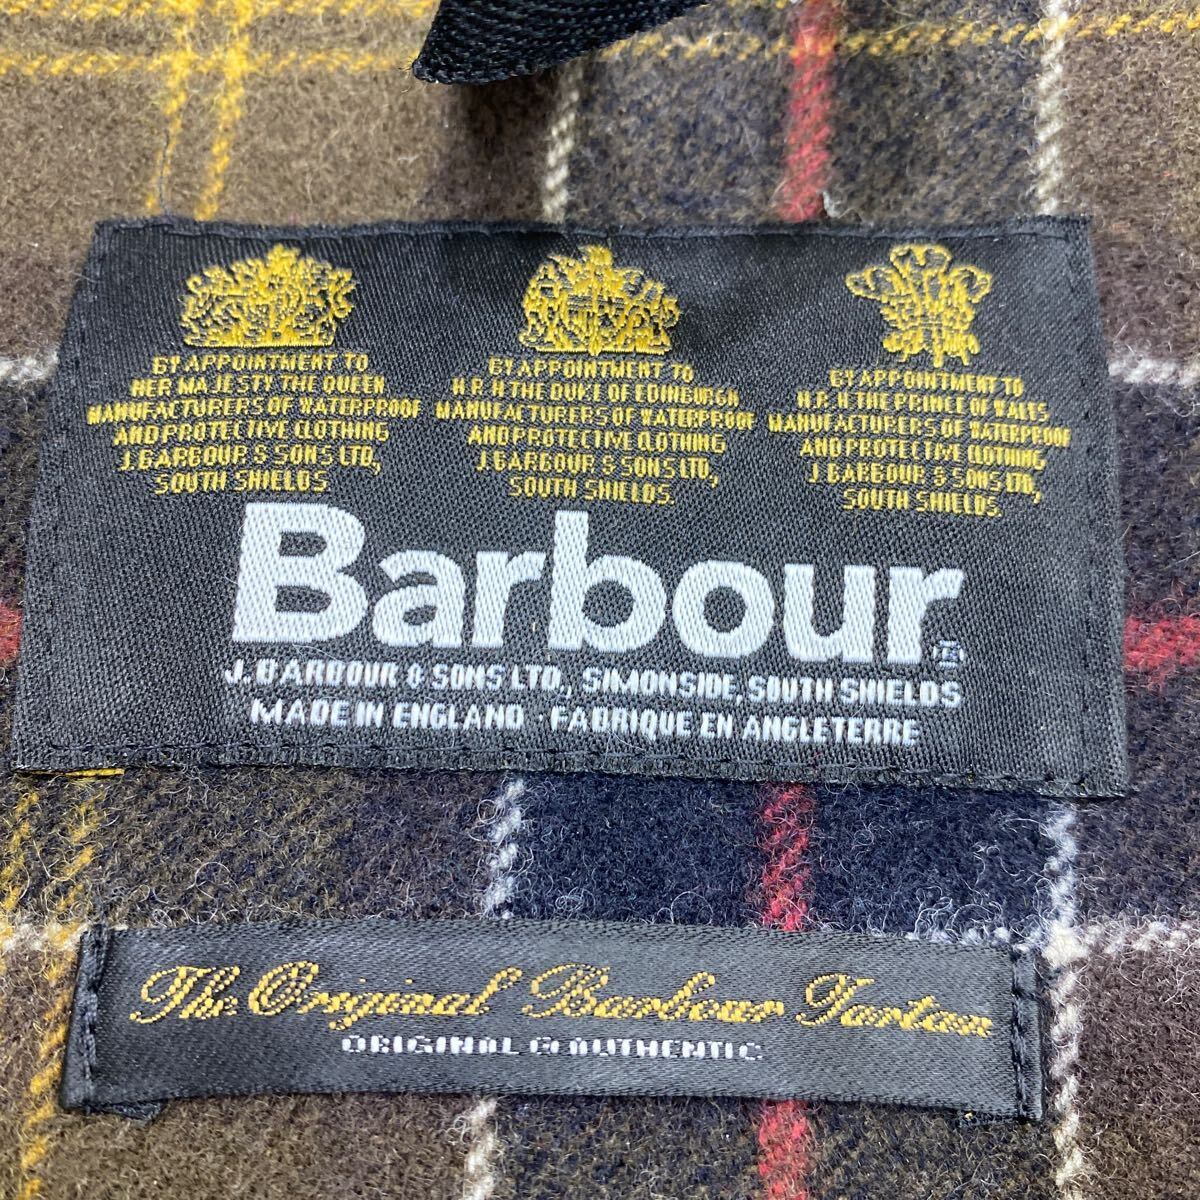 BY APPOINTMENT TO
HER MAJESTY THE QUEEN
MANUFACTURERS OF WATERPROOF
AND PROTECTIVE CLOTHING
J. BARBOUR & SONS LTD,
SOUTH SHIELDS
BY APPOINTMENT TO
H.R.H THE DUKE OF EDINBURGH
MANUFACTURERS OF WATERPROOF
AND PROTECTIVE CLOTHING
J. BARBOUR & SONS LTD,
SOUTH SHIELDS.
BY APPOINTMENT TO
H.R.H THE PRINCE OF WALES
MANUFACTURERS OF WATERPROOF
AND PROTECTIVE CLOTHING
J. BARBOUR & SONS LTD,
SOUTH SHIELDS.
Barbour®
J. BARBOUR & SONS LTD., SIMONSIDE, SOUTH SHIELDS
MADE IN ENGLAND · FABRIQUE EN ANGLETERRE
The Original Barbour Tartan
ORIGINAL & AUTHENTIC